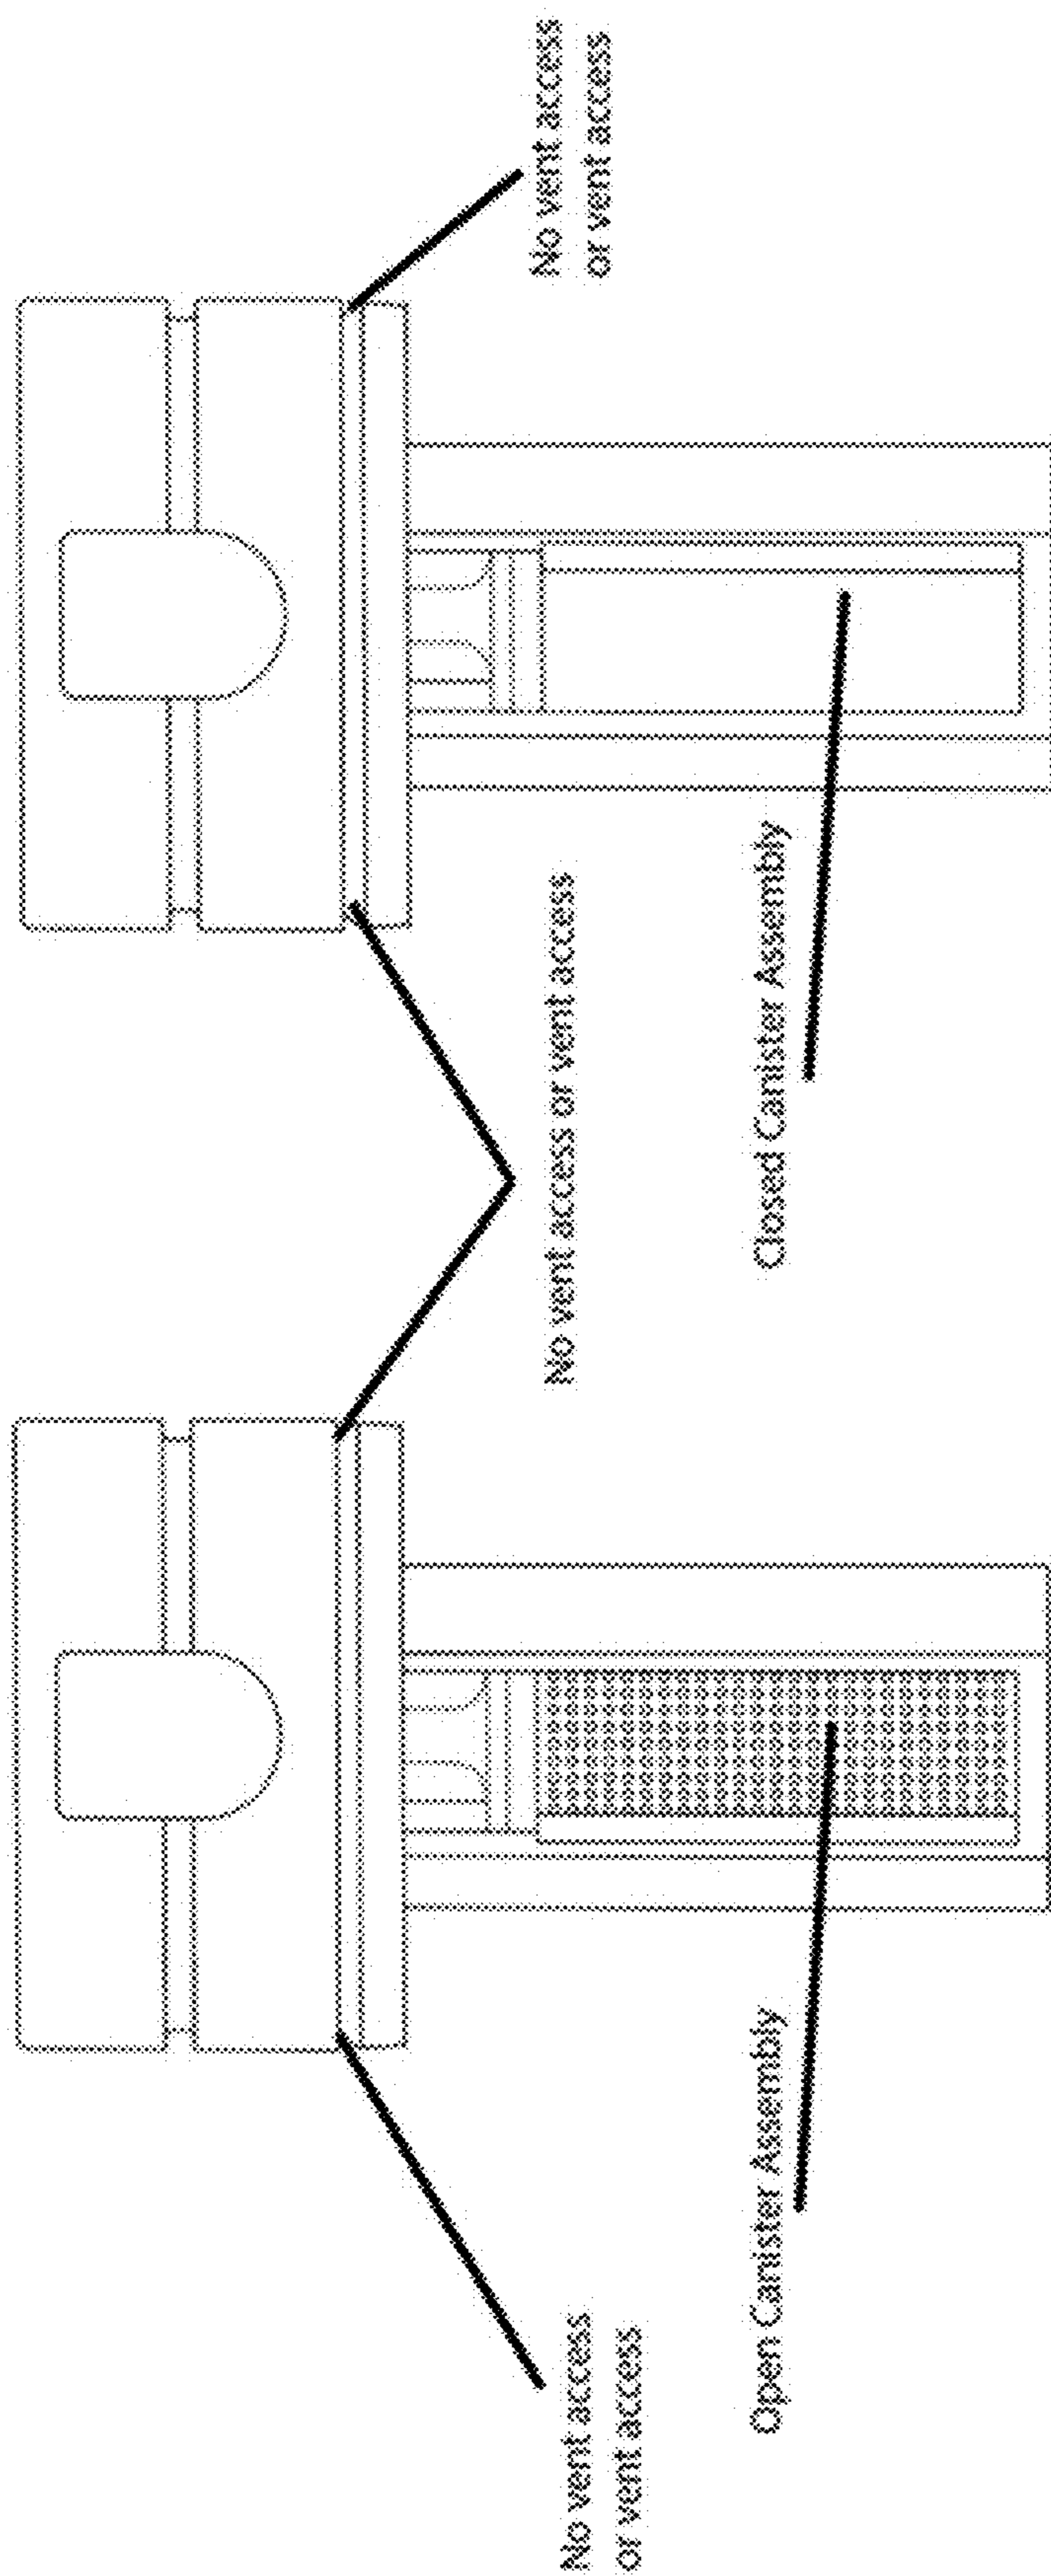 No vent access
or vent access
Open Canister Assembly
No vent access or vent access
Closed Canister Assembly
No vent access
or vent access